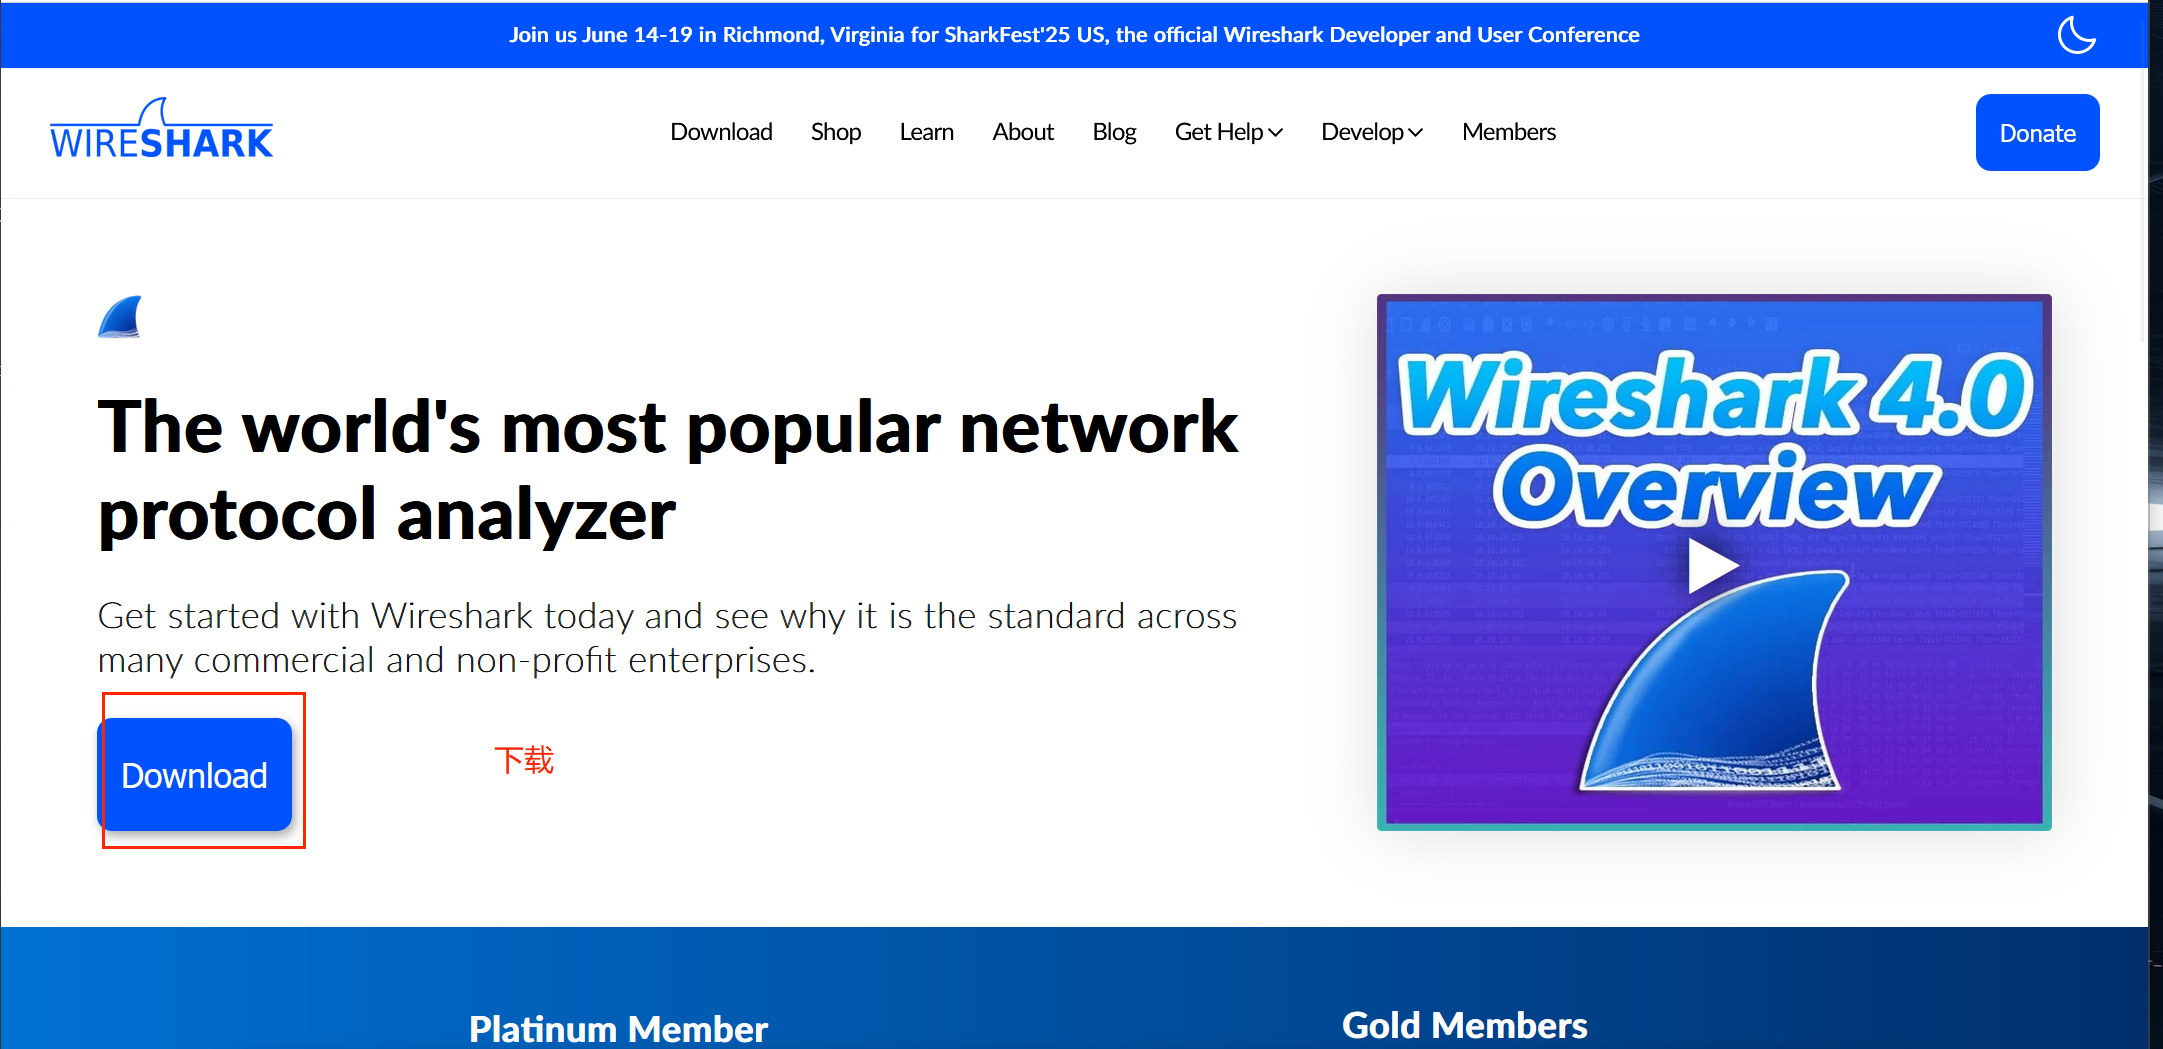 Join us June 14-19 in Richmond, Virginia for SharkFest'25 US, the official Wireshark Developer and User Conference
WIRESHARK
Download Shop Learn About Blog Get Help Develop Members
Donate
The world's most popular network
protocol analyzer
Get started with Wireshark today and see why it is the standard across
many commercial and non-profit enterprises.
Download
下载
Wireshark 4.0
Overview
Platinum Member
Gold Members